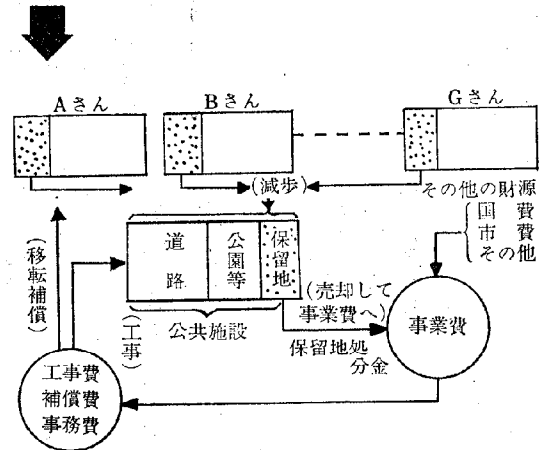 Aさん
Bさん
Gさん
(減歩)
その他の財源
国費
市費
その他
道路
公園等
保留地
(移転補償)
(工事)
公共施設
(売却して
事業費へ)
保留地処
分金
事業費
工事費
補償費
事務費